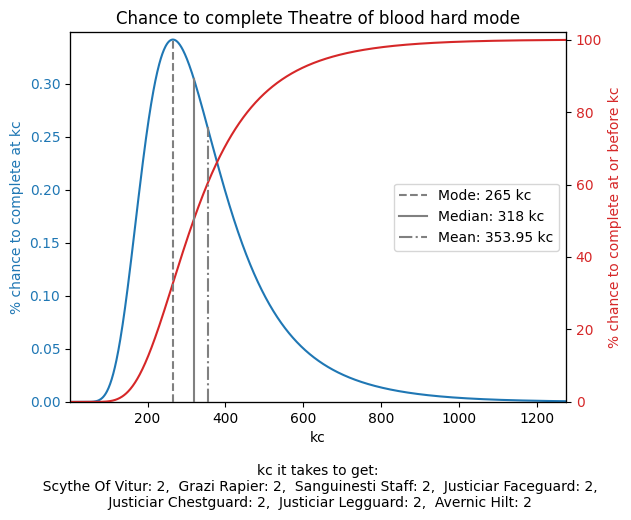 Chance to complete Theatre of blood hard mode
% chance to complete at kc
0.30
0.25
0.20
0.15
0.10
0.05
0.00
100
80
60
40
20
0
% chance to complete at or before kc
Mode: 265 kc
Median: 318 kc
Mean: 353.95 kc
200 400 600 800 1000 1200
kc
kc it takes to get:
Scythe Of Vitur: 2, Grazi Rapier: 2, Sanguinesti Staff: 2, Justiciar Faceguard: 2,
Justiciar Chestguard: 2, Justiciar Legguard: 2, Avernic Hilt: 2